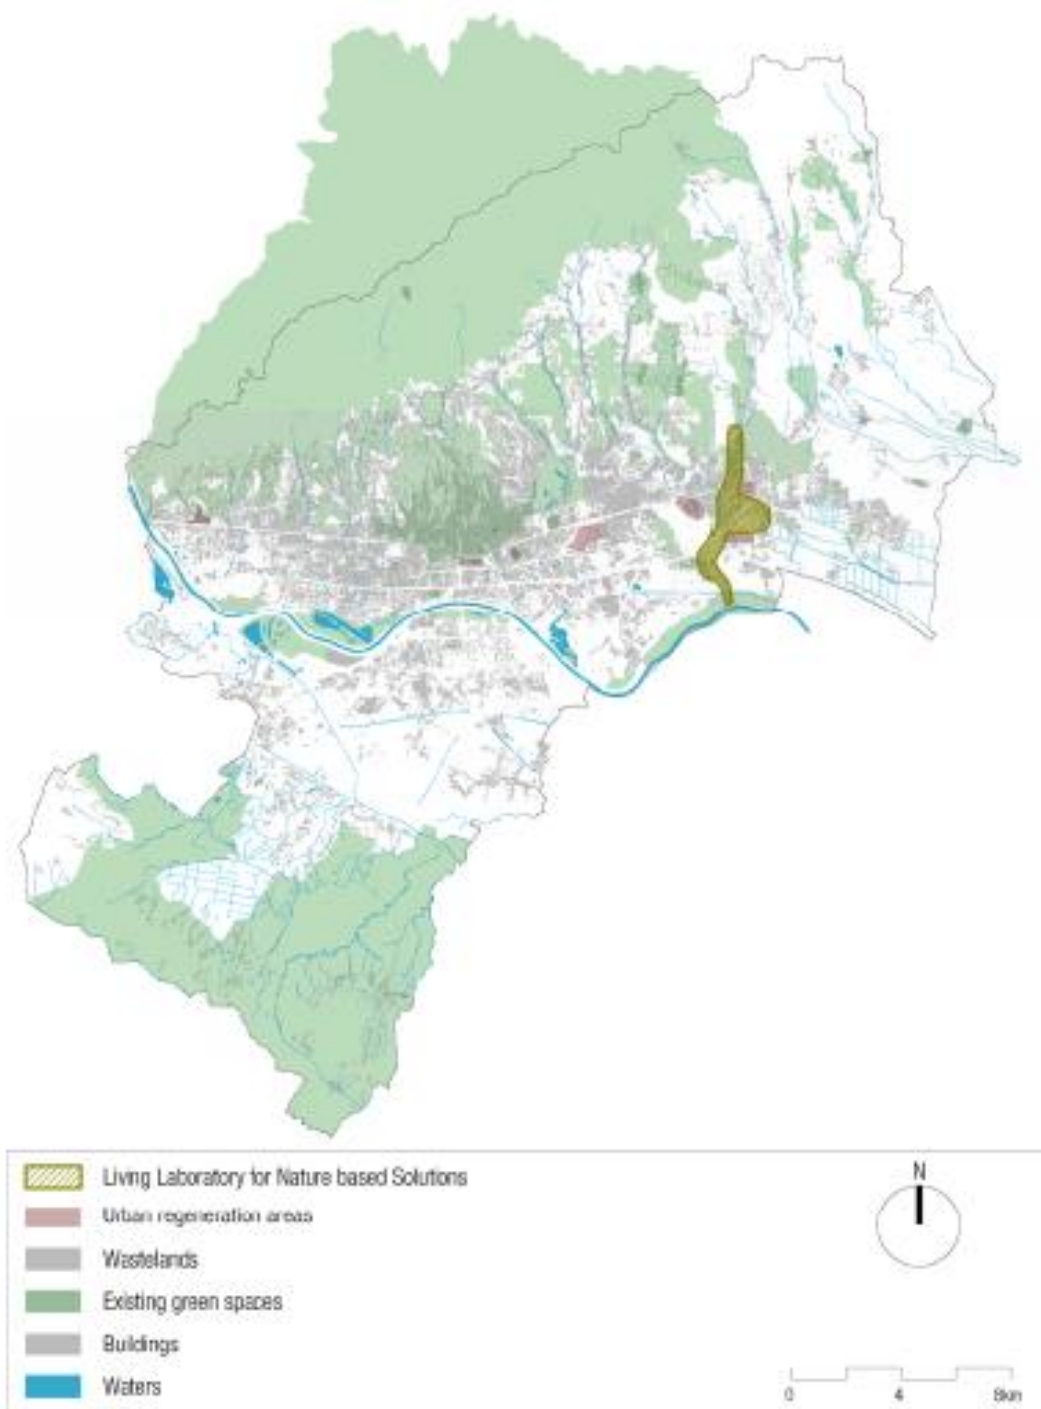 Living Laboratory for Nature based Solutions
Urban regeneration areas
Wastelands
Existing green spaces
Buildings
Waters
N
0 4 8km